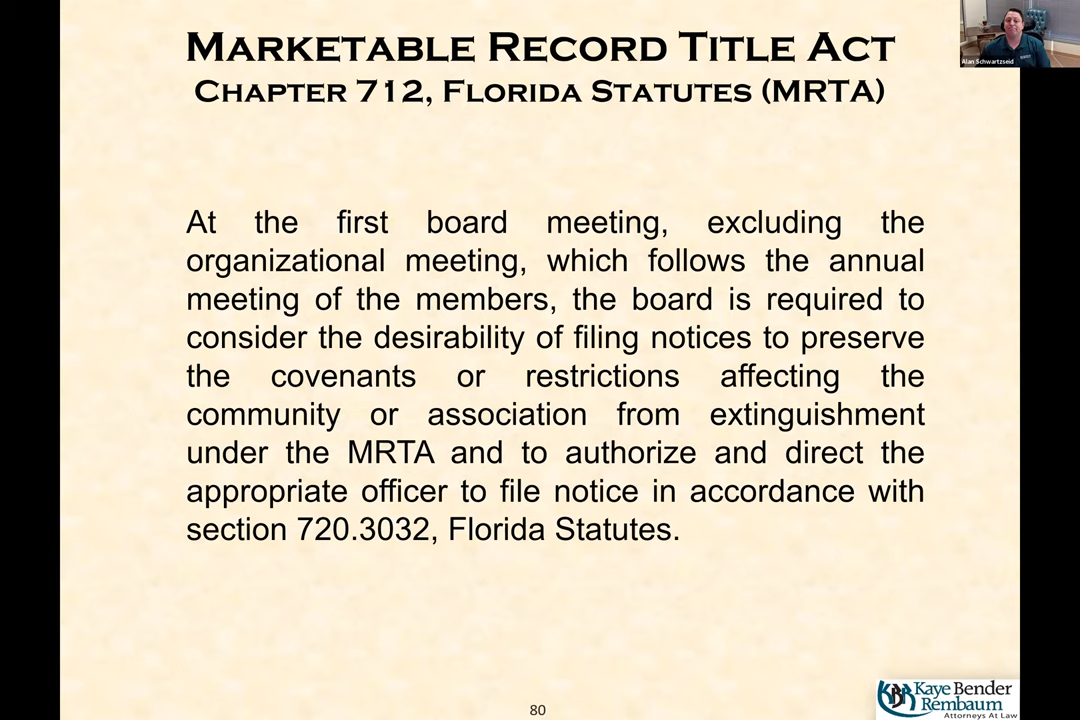 MARKETABLE RECORD TITLE ACT
CHAPTER 712, FLORIDA STATUTES (MRTA)
Alan Schwartzseid
At the first board meeting, excluding the
organizational meeting, which follows the annual
meeting of the members, the board is required to
consider the desirability of filing notices to preserve
the covenants or restrictions affecting the
community or association from extinguishment
under the MRTA and to authorize and direct the
appropriate officer to file notice in accordance with
section 720.3032, Florida Statutes.
80
KBR
Kaye Bender
Rembaum
Attorneys At Law